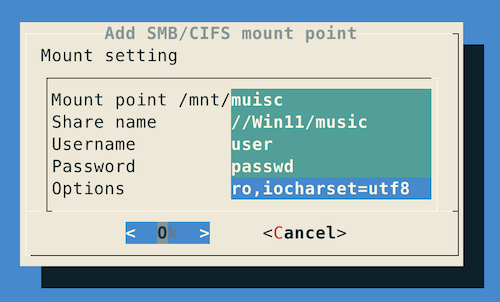 Add SMB/CIFS mount point
Mount setting
Mount point /mnt/muisc
Share name //Win11/music
Username user
Password passwd
Options ro,iocharset=utf8
< Ok > <Cancel>